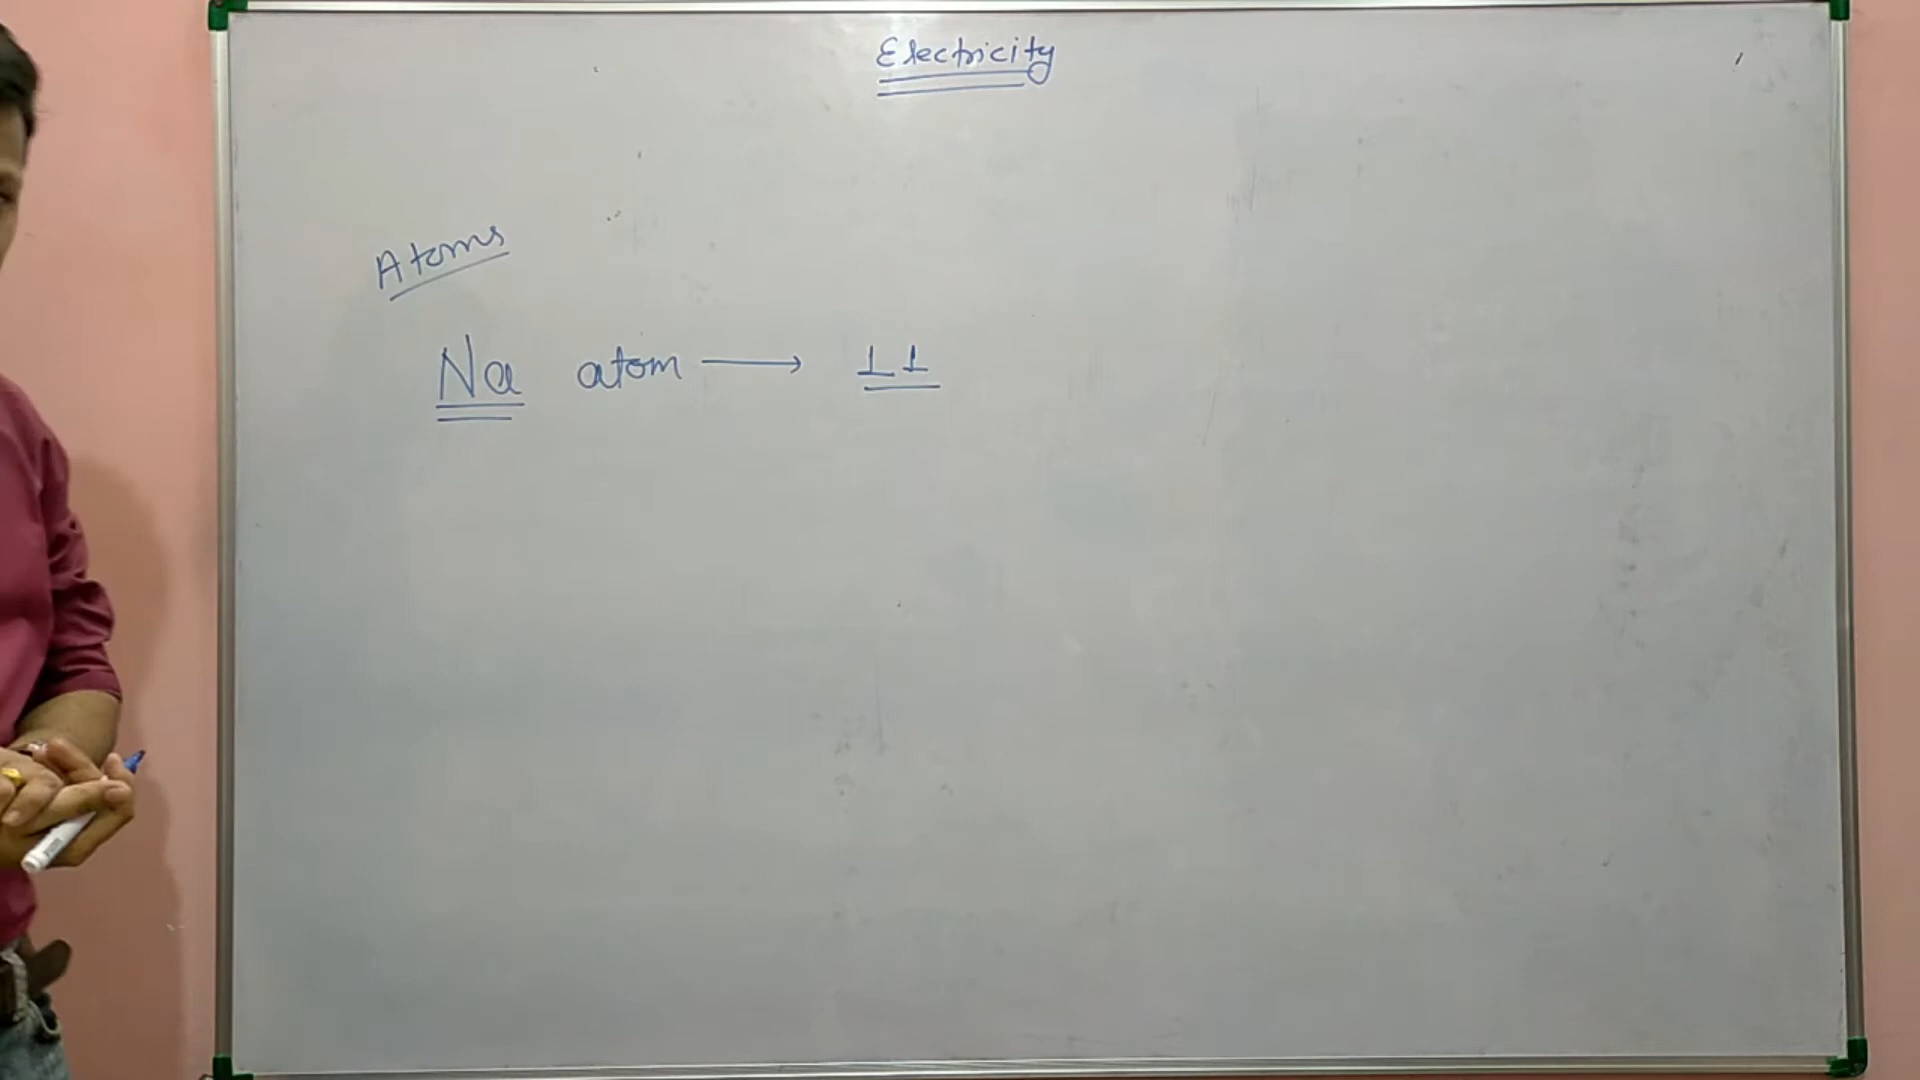 Electricity
Atoms
Na atom → 11